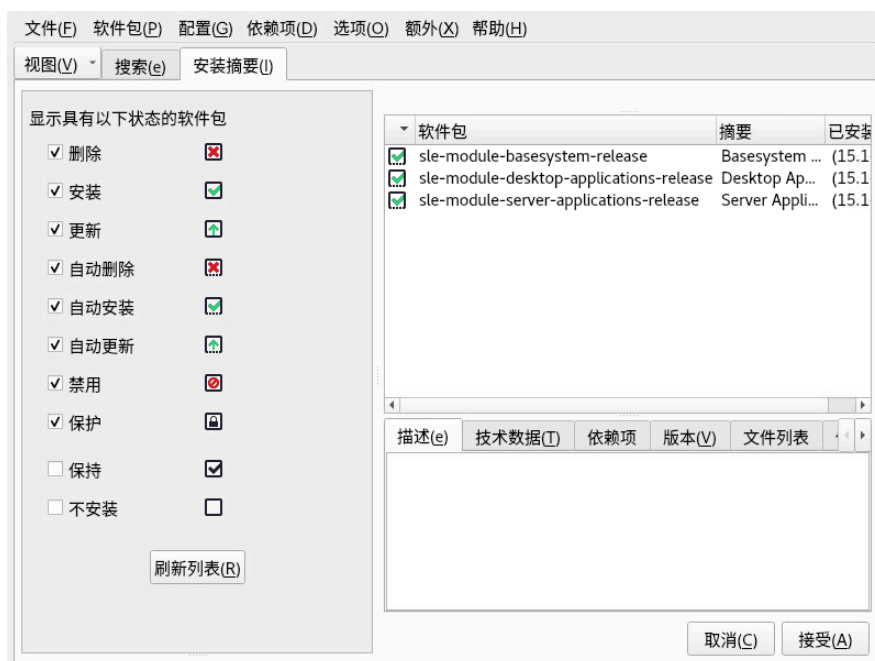 文件(F) 软件包(P) 配置(G) 依赖项(D) 选项(O) 额外(X) 帮助(H)
视图(V) 搜索(e) 安装摘要(I)
显示具有以下状态的软件包
删除
安装
更新
自动删除
自动安装
自动更新
禁用
保护
保持
不安装
刷新列表(R)
软件包 摘要 已安装
sle-module-basesystem-release Basesystem ... (15.1
sle-module-desktop-applications-release Desktop Ap... (15.1
sle-module-server-applications-release Server Appli... (15.1
描述(e) 技术数据(T) 依赖项 版本(V) 文件列表
取消(C) 接受(A)